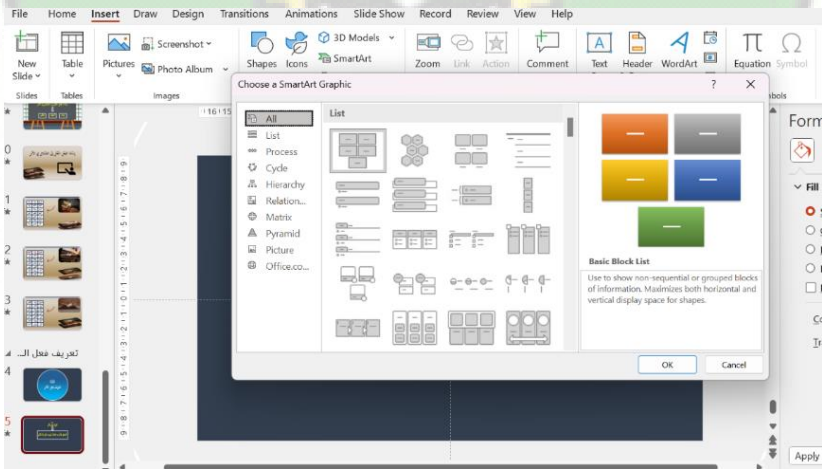 File Home Insert Draw Design Transitions Animations Slide Show Record Review View Help
New Slide
Table
Pictures
Screenshot
Photo Album
Shapes
Icons
3D Models
SmartArt
Zoom
Link
Action
Comment
Text
Header
WordArt
Equation
Symbol
Slides
Tables
Images
Choose a SmartArt Graphic
All
List
Process
Cycle
Hierarchy
Relation...
Matrix
Pyramid
Picture
Office.co...
List
Basic Block List
Use to show non-sequential or grouped blocks
of information. Maximizes both horizontal and
vertical display space for shapes.
OK
Cancel
تعريف فعل الـ...
Form
Fill
Apply